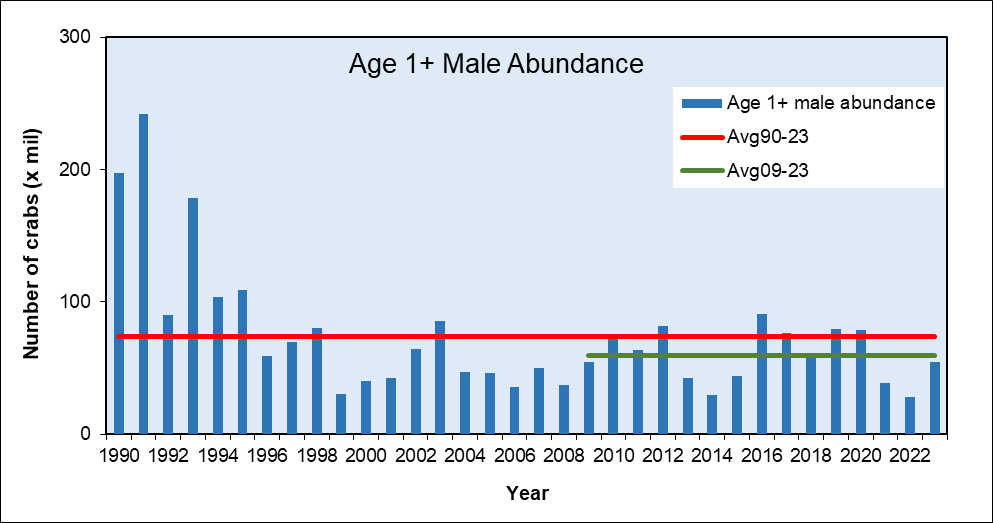 Age 1+ Male Abundance
Age 1+ male abundance
Avg90-23
Avg09-23
Number of crabs (x mil)
300
200
100
0
1990 1992 1994 1996 1998 2000 2002 2004 2006 2008 2010 2012 2014 2016 2018 2020 2022
Year